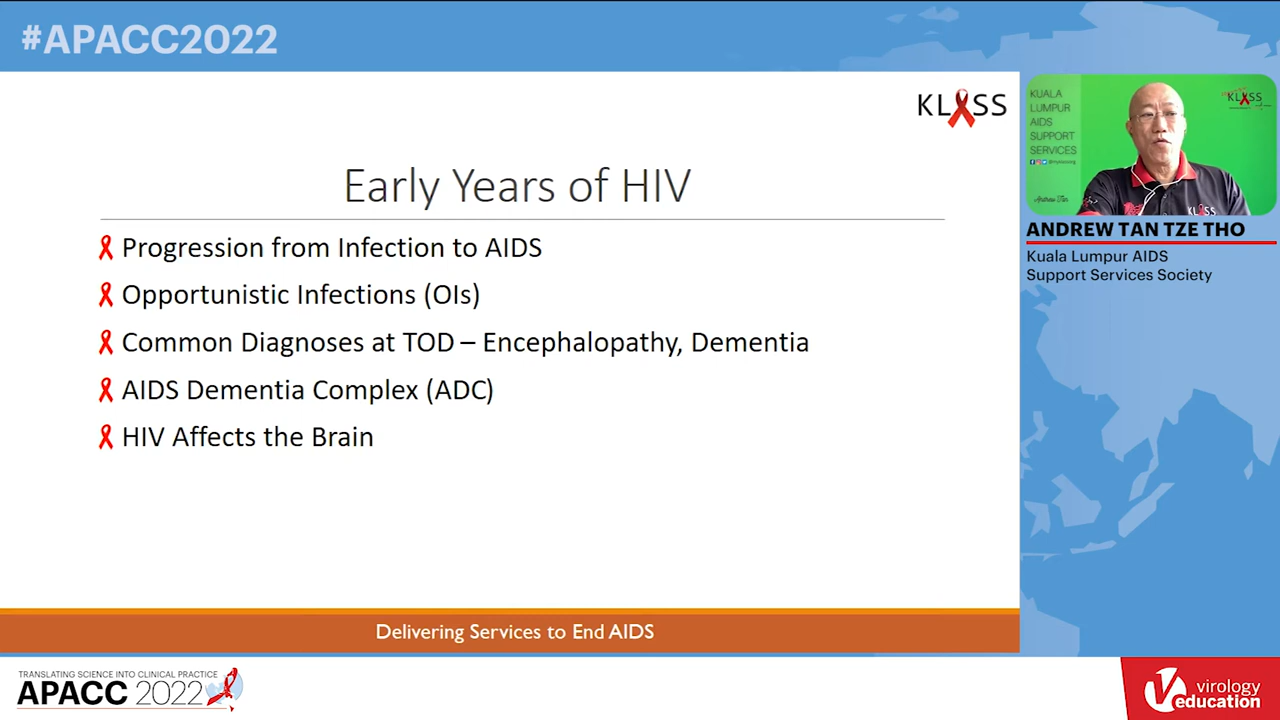 #APACC2022
KLASS
Early Years of HIV
Progression from Infection to AIDS
Opportunistic Infections (OIs)
Common Diagnoses at TOD – Encephalopathy, Dementia
AIDS Dementia Complex (ADC)
HIV Affects the Brain
Delivering Services to End AIDS
KUALA
LUMPUR
AIDS
SUPPORT
SERVICES
Andrew Tan
KLASS
KLASS
ANDREW TAN TZE THO
Kuala Lumpur AIDS
Support Services Society
TRANSLATING SCIENCE INTO CLINICAL PRACTICE
APACC 2022
virology
education